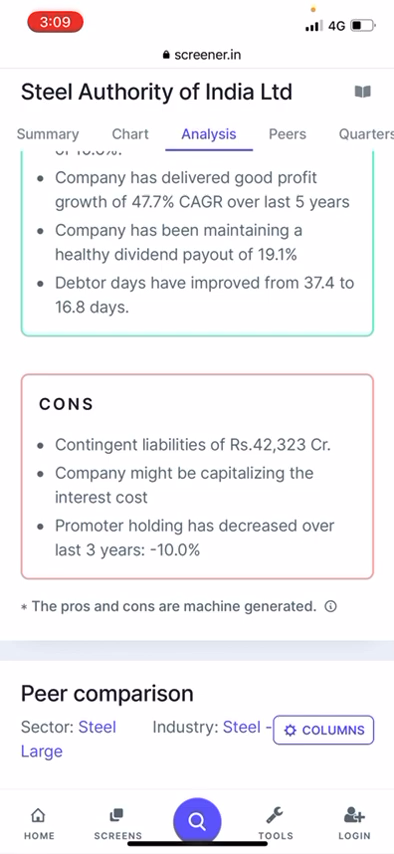 3:09
4G
screener.in
Steel Authority of India Ltd
Summary Chart Analysis Peers Quarters
Company has delivered good profit
growth of 47.7% CAGR over last 5 years
Company has been maintaining a
healthy dividend payout of 19.1%
Debtor days have improved from 37.4 to
16.8 days.
CONS
Contingent liabilities of Rs.42,323 Cr.
Company might be capitalizing the
interest cost
Promoter holding has decreased over
last 3 years: -10.0%
* The pros and cons are machine generated.
Peer comparison
Sector: Steel Industry: Steel - COLUMNS
Large
HOME SCREENS TOOLS LOGIN